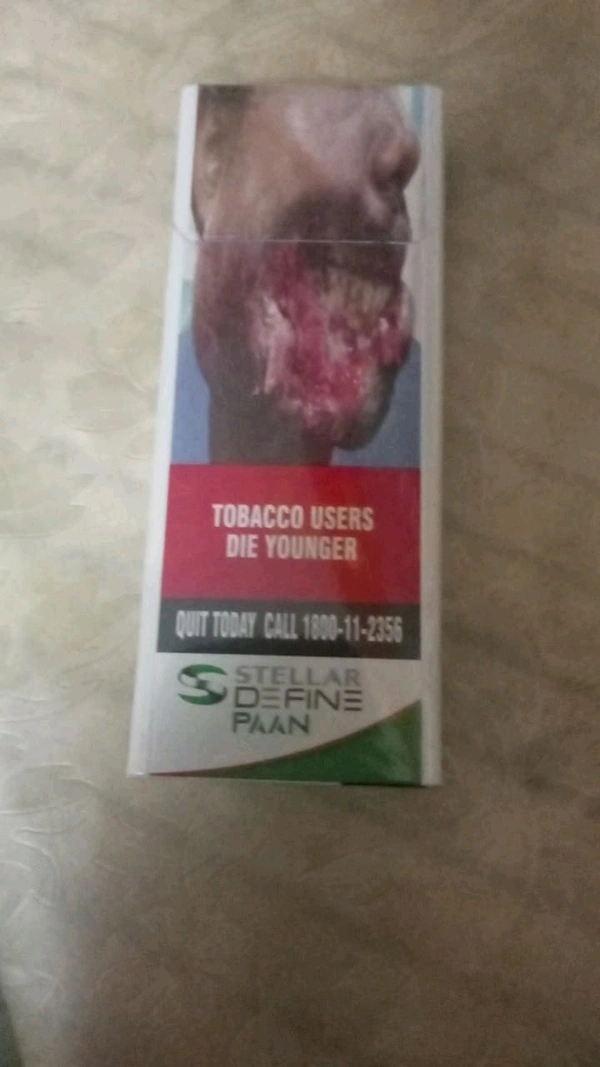 TOBACCO USERS
DIE YOUNGER
QUIT TODAY CALL 1800-11-2356
STELLAR
DEFINE
PAAN